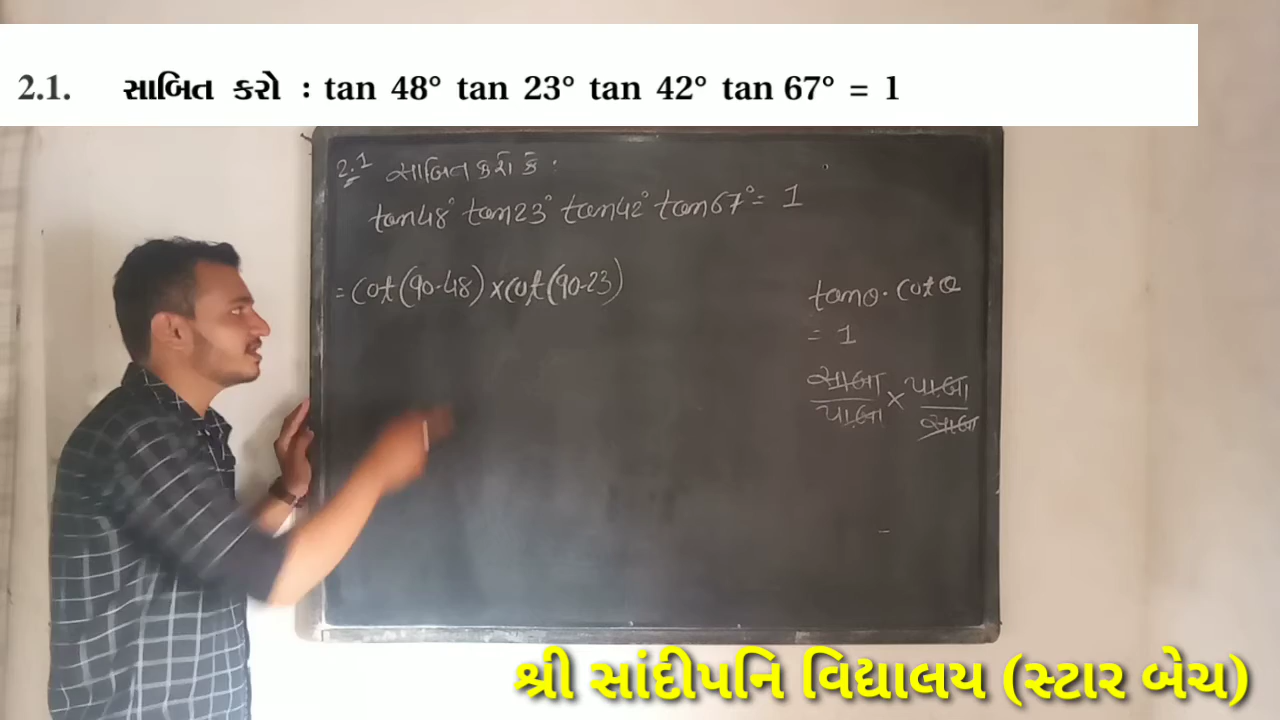 2.1. સાબિત કરો : tan 48° tan 23° tan 42° tan 67° = 1
2.1 સાબિત કરો કે :
tan48° tan23° tan42° tan67° = 1
= cot(90-48) × cot(90-23)
tanθ · cotθ
= 1
સાબા / પાબા × પાબા / સાબા
શ્રી સાંદીપનિ વિદ્યાલય (સ્ટાર બેચ)